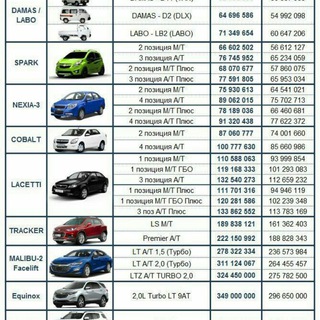 DAMAS / LABO
DAMAS - D2 (DLX) 64 696 586 54 992 098
LABO - LB2 (LABO) 71 349 654 60 647 206
SPARK
2 позиция М/Т 66 602 502 56 612 127
3 позиция А/Т 76 745 952 65 234 059
2 позиция М/Т Плюс 68 070 677 57 860 075
3 позиция А/Т Плюс 77 591 805 65 953 034
NEXIA-3
2 позиция М/Т 75 930 613 64 541 021
4 позиция А/Т 89 062 015 75 702 713
2 позиция М/Т Плюс 78 189 036 66 460 681
4 позиция А/Т Плюс 91 320 438 77 622 372
COBALT
2 позиция М/Т 87 060 777 74 001 660
4 позиция А/Т 100 777 630 85 660 986
LACETTI
1 позиция М/Т 110 588 063 93 999 854
1 позиция М/Т ГБО 119 168 333 101 293 083
3 позиция А/Т 132 540 273 112 659 232
1 позиция М/Т Плюс 111 701 316 94 946 119
1 позиция М/Т ГБО Плюс 120 281 586 102 239 348
3 поз А/Т Плюс 133 862 552 113 783 169
TRACKER
LS M/T 189 838 121 161 362 403
Premier A/T 222 150 992 188 828 343
MALIBU-2 Facelift
LT A/T 1,5 (Турбо) 278 322 334 236 573 984
LT A/T 2,0 (Турбо) 311 124 067 264 455 457
LTZ A/T TURBO 2,0 324 450 000 275 782 500
Equinox
2,0L Turbo LT 9AT 349 000 000 296 650 000